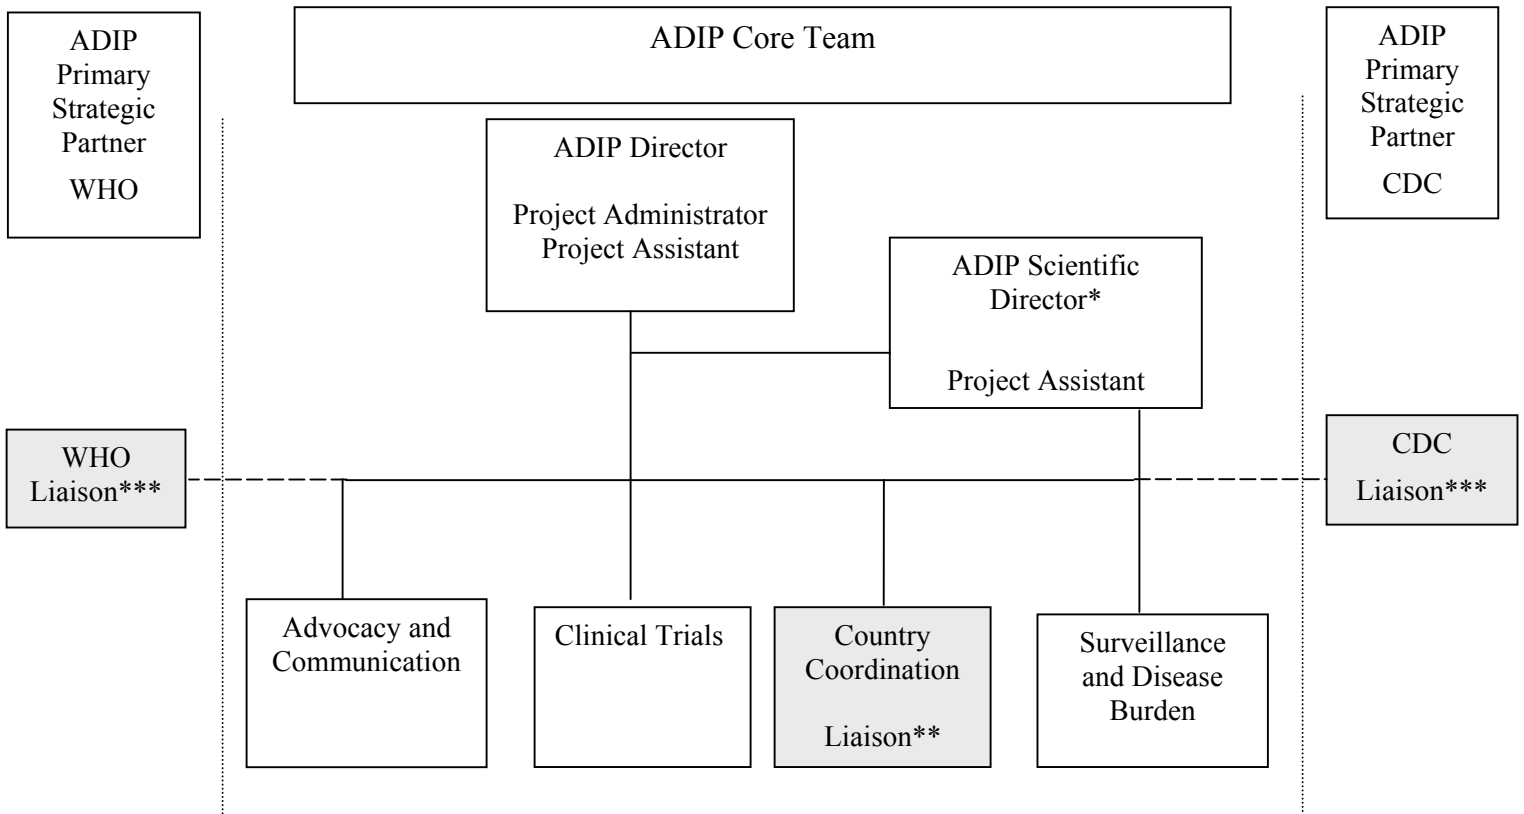 ADIP
Primary
Strategic
Partner
WHO
ADIP Core Team
ADIP
Primary
Strategic
Partner
CDC
ADIP Director
Project Administrator
Project Assistant
ADIP Scientific
Director*
Project Assistant
WHO
Liaison***
CDC
Liaison***
Advocacy and
Communication
Clinical Trials
Country
Coordination
Liaison**
Surveillance
and Disease
Burden